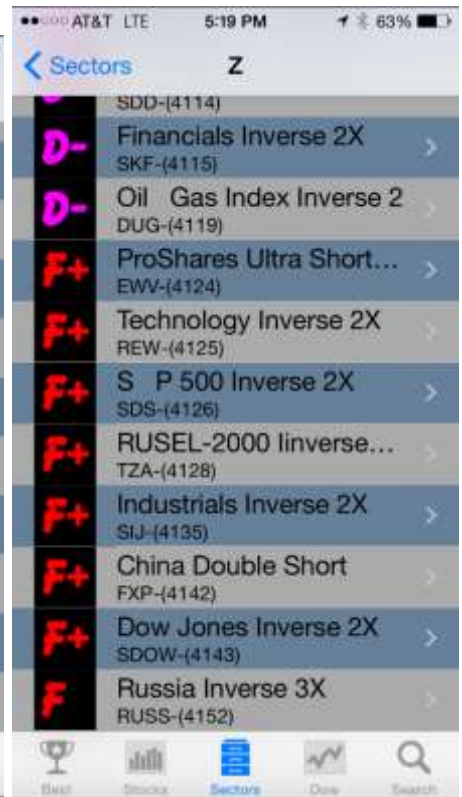 AT&T LTE 5:19 PM 63%
Sectors Z
SDD-(4114)
D- Financials Inverse 2X
SKF-(4115)
D- Oil Gas Index Inverse 2
DUG-(4119)
F+ ProShares Ultra Short...
EWV-(4124)
F+ Technology Inverse 2X
REW-(4125)
F+ S P 500 Inverse 2X
SDS-(4126)
F+ RUSEL-2000 Iinverse...
TZA-(4128)
F+ Industrials Inverse 2X
SIJ-(4135)
F+ China Double Short
FXP-(4142)
F+ Dow Jones Inverse 2X
SDOW-(4143)
F Russia Inverse 3X
RUSS-(4152)
Best Stocks Sectors Dow Search